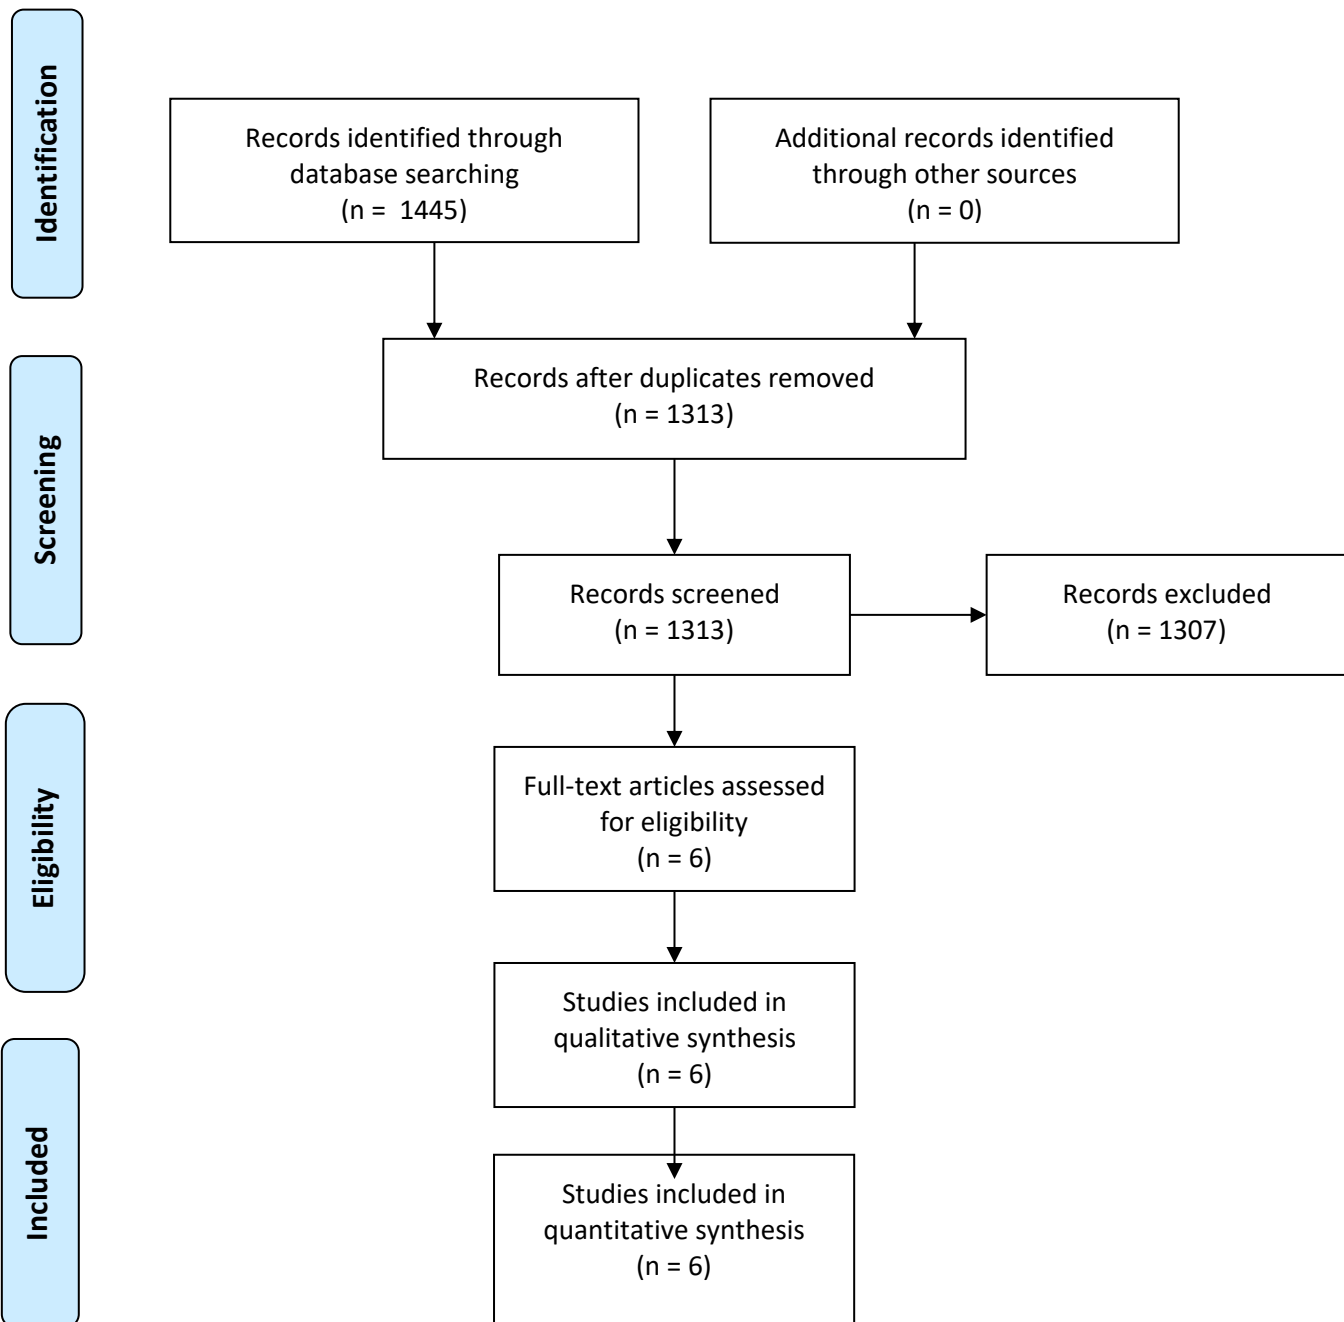 Identification
Records identified through
database searching
(n =  1445)
Additional records identified
through other sources
(n = 0)
Screening
Records after duplicates removed
(n = 1313)
Records screened
(n = 1313)
Records excluded
(n = 1307)
Eligibility
Full-text articles assessed
for eligibility
(n = 6)
Studies included in
qualitative synthesis
(n = 6)
Included
Studies included in
quantitative synthesis
(n = 6)